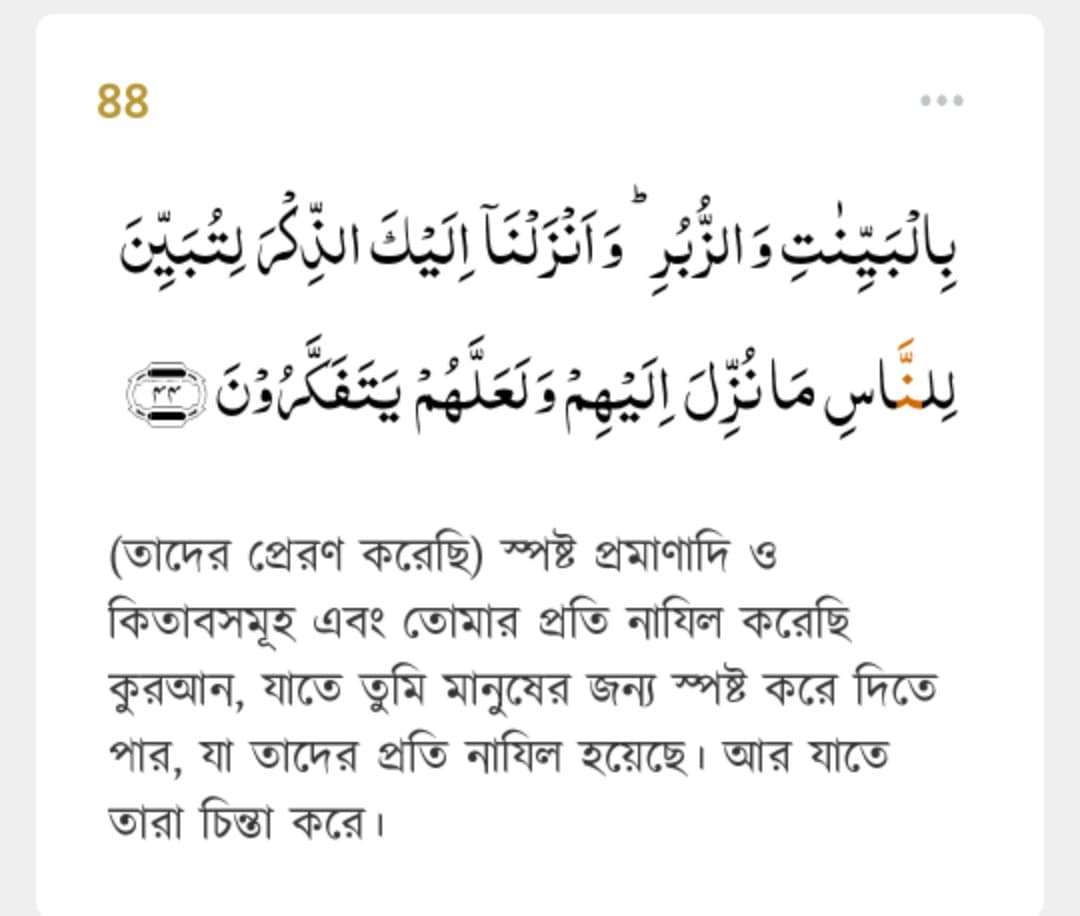 ৪৪
بِالْبَيِّنٰتِ وَالزُّبُرِ ؕ وَاَنْزَلْنَاۤ اِلَيْكَ الذِّكْرَ لِتُبَيِّنَ
لِلنَّاسِ مَا نُزِّلَ اِلَيْهِمْ وَلَعَلَّهُمْ يَتَفَكَّرُوْنَ ﴿۴۴﴾
(তাদের প্রেরণ করেছি) স্পষ্ট প্রমাণাদি ও
কিতাবসমূহ এবং তোমার প্রতি নাযিল করেছি
কুরআন, যাতে তুমি মানুষের জন্য স্পষ্ট করে দিতে
পার, যা তাদের প্রতি নাযিল হয়েছে। আর যাতে
তারা চিন্তা করে।